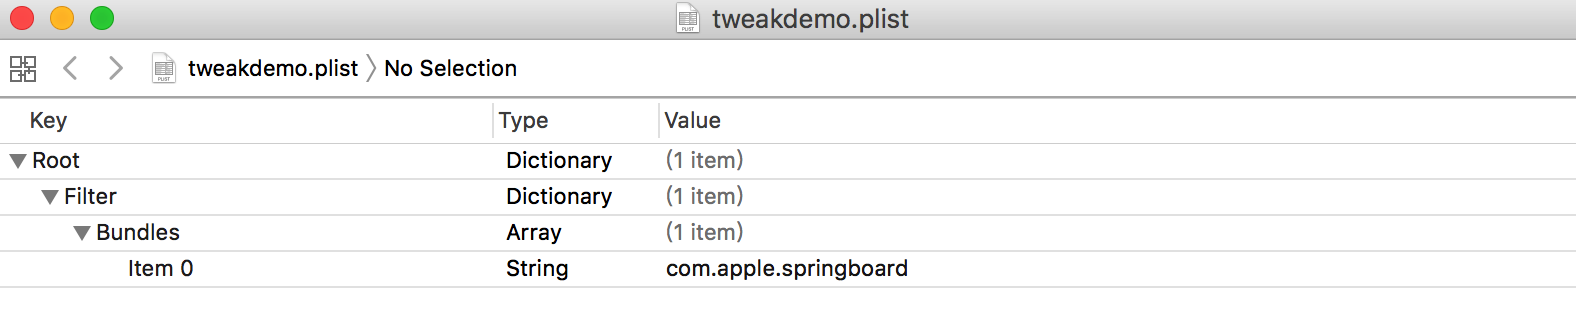 tweakdemo.plist
tweakdemo.plist No Selection
Key Type Value
Root Dictionary (1 item)
Filter Dictionary (1 item)
Bundles Array (1 item)
Item 0 String com.apple.springboard